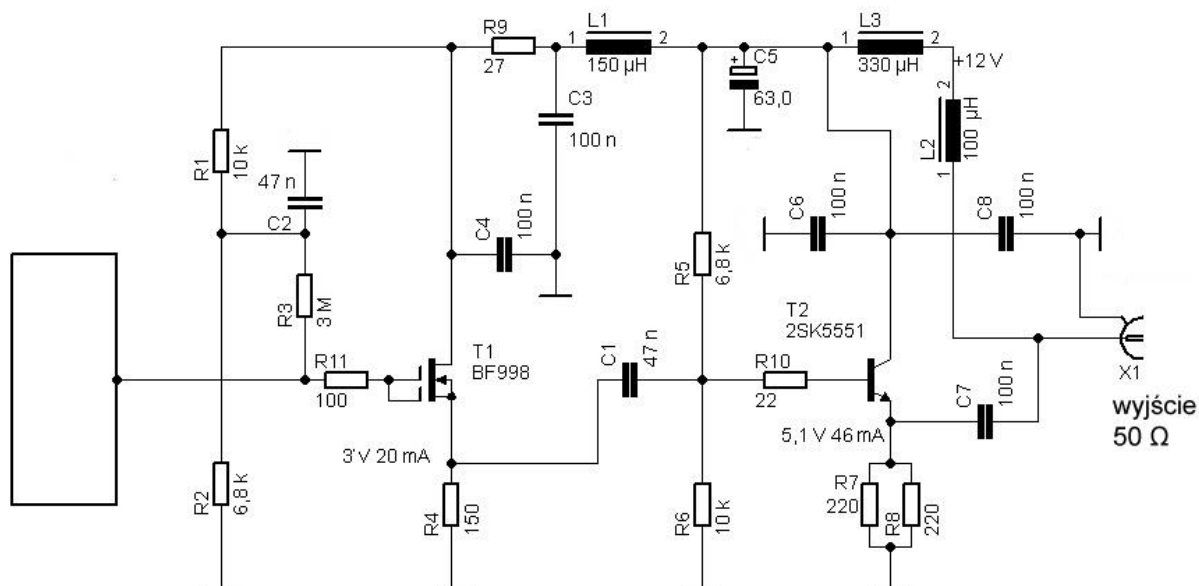 R9
27
L1
1 2
150 µH
C5
+
63,0
L3
1 2
330 µH
+12 V
C3
100 n
R1
10 k
47 n
C2
L2
100 µH
2
1
C4
100 n
R5
6,8 k
C6
100 n
C8
100 n
R3
3 M
T2
2SK5551
R11
100
T1
BF998
C1
47 n
R10
22
X1
C7
100 n
wyjście
50 Ω
3 V 20 mA
5,1 V 46 mA
R2
6,8 k
R4
150
R6
10 k
R7
220
R8
220